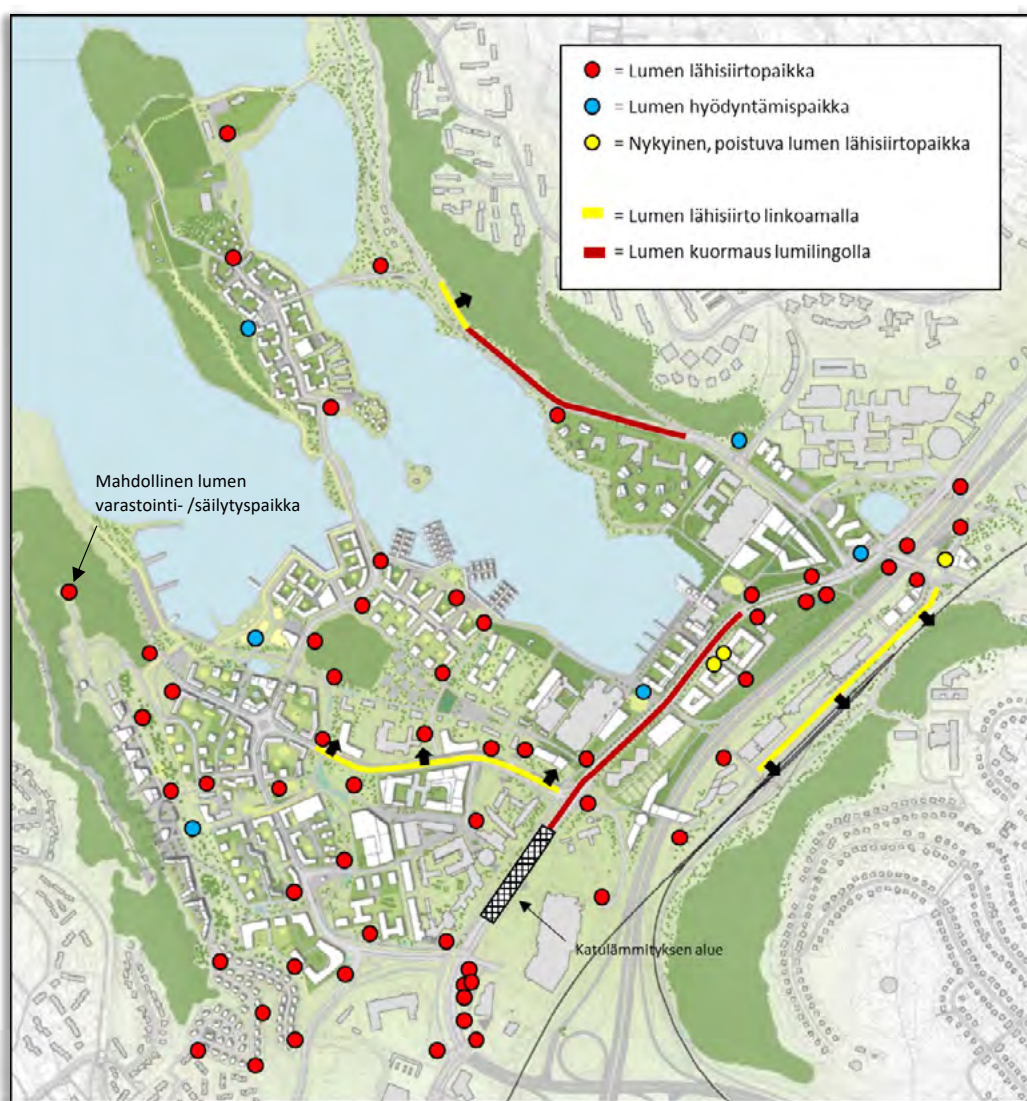 = Lumen lähisiirtopaikka
= Lumen hyödyntämispaikka
= Nykyinen, poistuva lumen lähisiirtopaikka
= Lumen lähisiirto linkoamalla
= Lumen kuormaus lumilingolla
Mahdollinen lumen
varastointi- /säilytyspaikka
Katulämmityksen alue